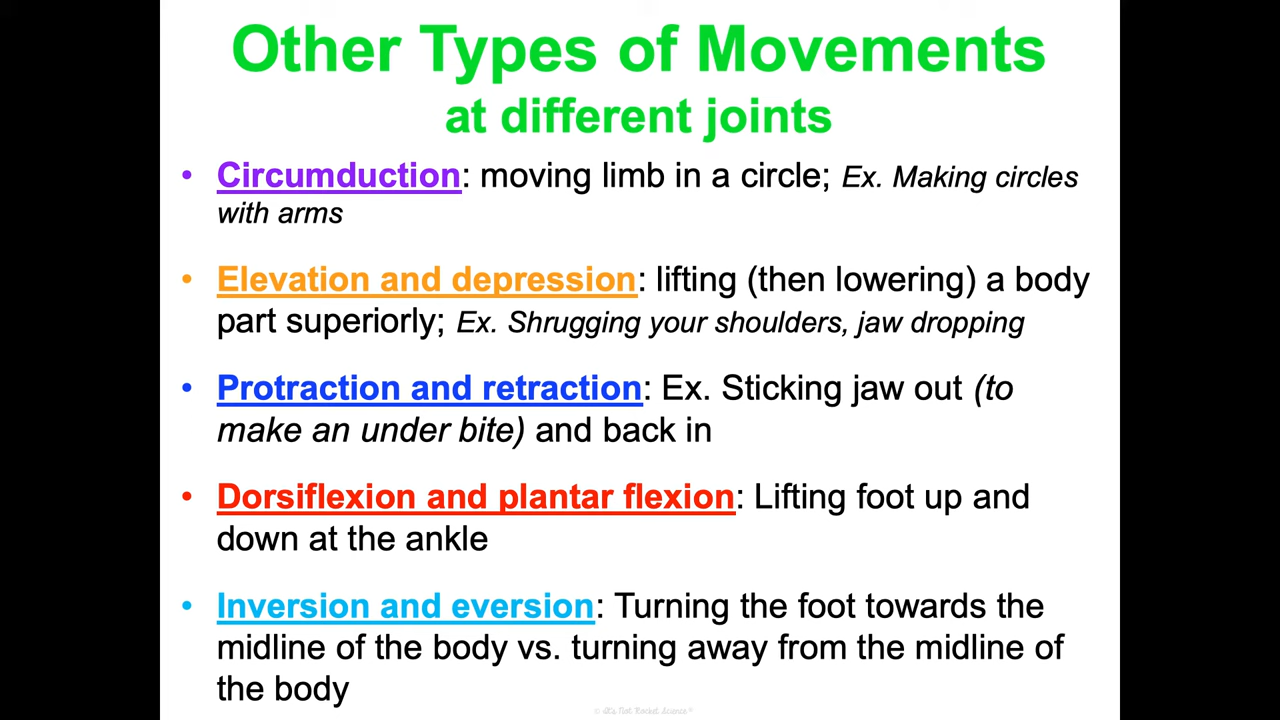 Other Types of Movements
at different joints
• Circumduction: moving limb in a circle; Ex. Making circles
with arms
• Elevation and depression: lifting (then lowering) a body
part superiorly; Ex. Shrugging your shoulders, jaw dropping
• Protraction and retraction: Ex. Sticking jaw out (to
make an under bite) and back in
• Dorsiflexion and plantar flexion: Lifting foot up and
down at the ankle
• Inversion and eversion: Turning the foot towards the
midline of the body vs. turning away from the midline of
the body
© It's Not Rocket Science®